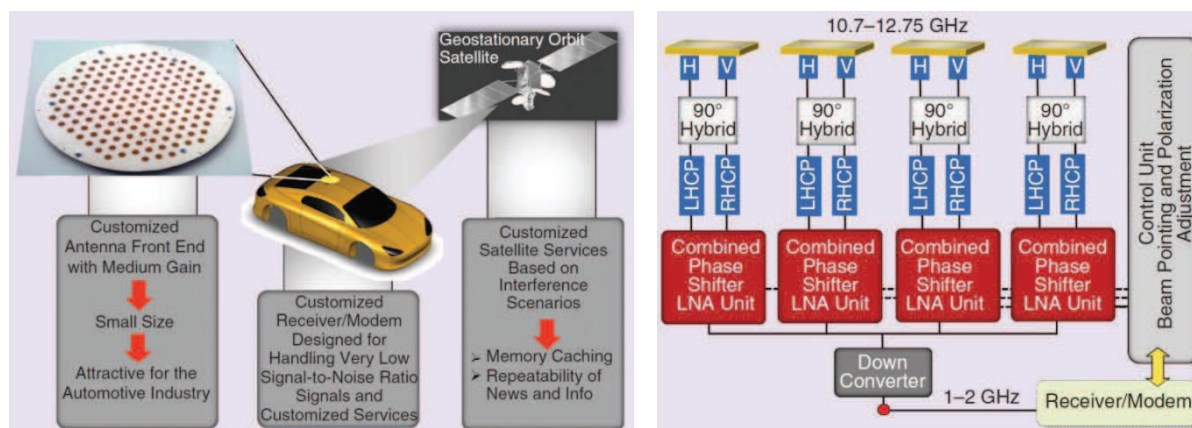 Geostationary Orbit
Satellite
Customized
Antenna Front End
with Medium Gain
Small Size
Attractive for the
Automotive Industry
Customized
Receiver/Modem
Designed for
Handling Very Low
Signal-to-Noise Ratio
Signals and
Customized Services
Customized
Satellite Services
Based on
Interference
Scenarios
➢ Memory Caching
➢ Repeatability of
News and Info
10.7–12.75 GHz
H V H V H V H V
90° 90° 90° 90°
Hybrid Hybrid Hybrid Hybrid
LHCP RHCP LHCP RHCP LHCP RHCP LHCP RHCP
Combined Combined Combined Combined
Phase Phase Phase Phase
Shifter Shifter Shifter Shifter
LNA Unit LNA Unit LNA Unit LNA Unit
Control Unit
Beam Pointing and Polarization
Adjustment
Down
Converter
1–2 GHz
Receiver/Modem